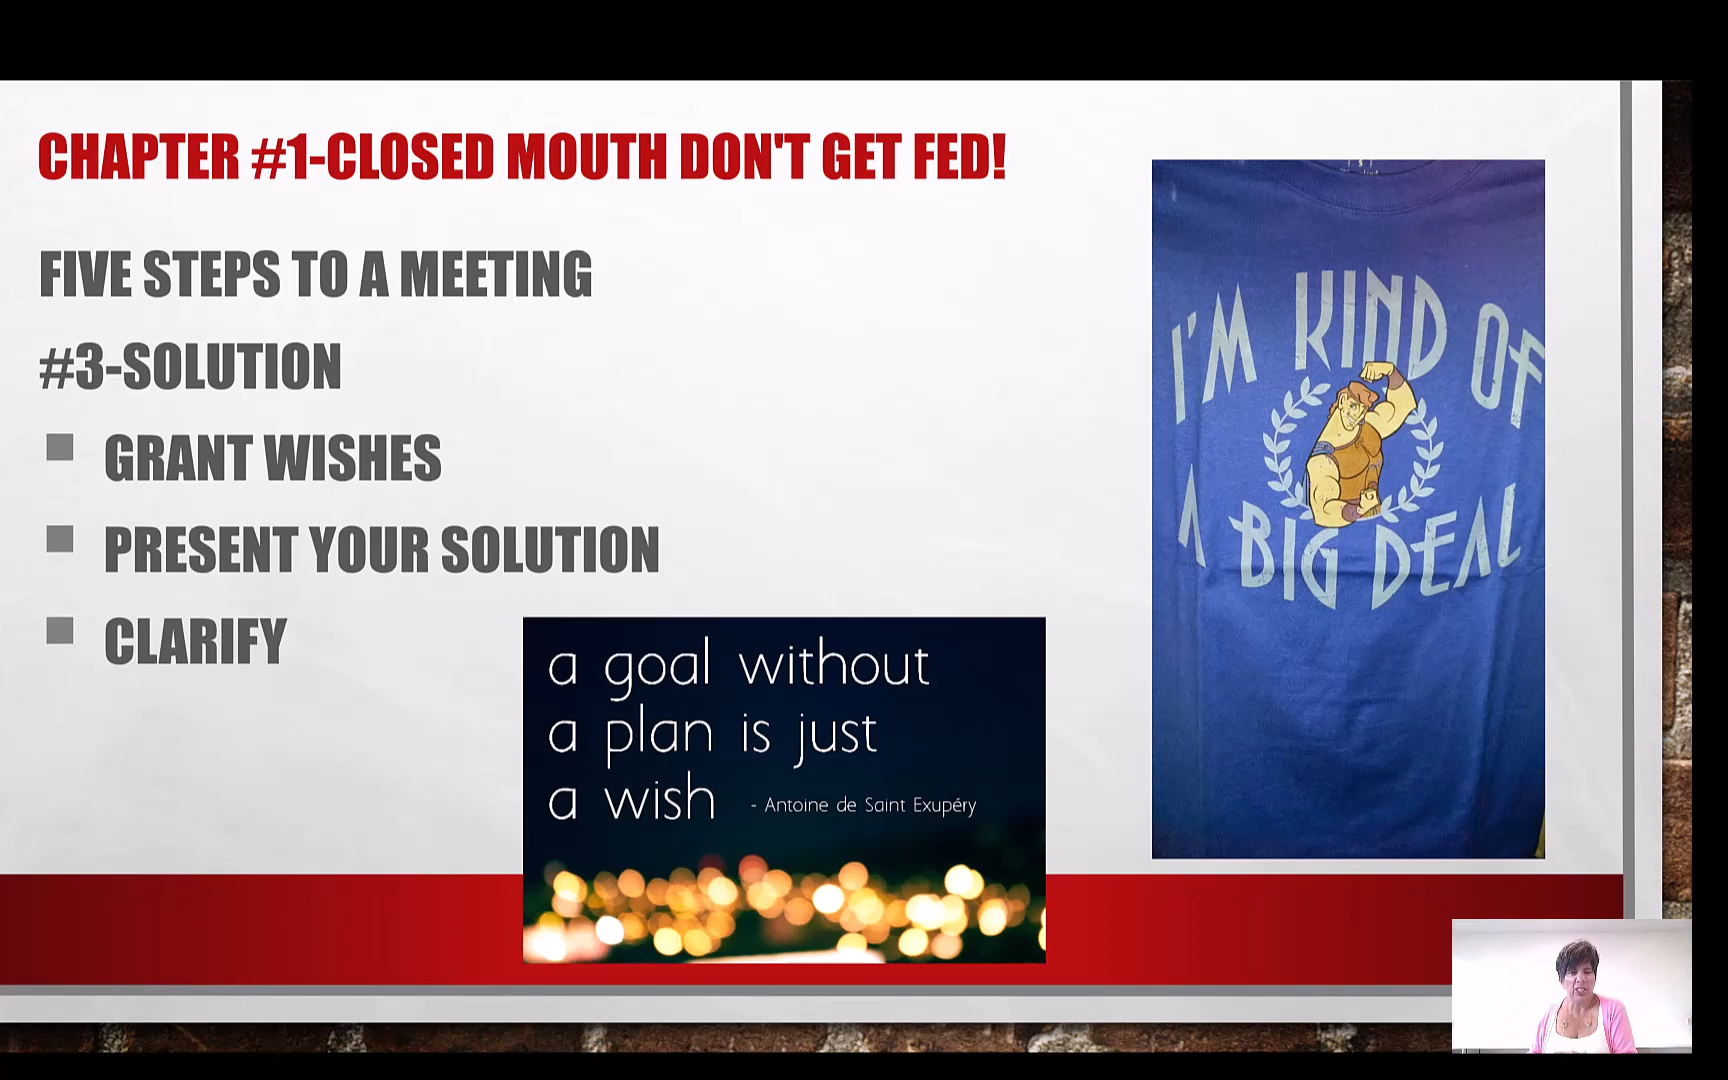 CHAPTER #1-CLOSED MOUTH DON'T GET FED!
FIVE STEPS TO A MEETING
#3-SOLUTION
GRANT WISHES
PRESENT YOUR SOLUTION
CLARIFY
a goal without
a plan is just
a wish - Antoine de Saint Exupéry
I'M KIND OF
A BIG DEAL